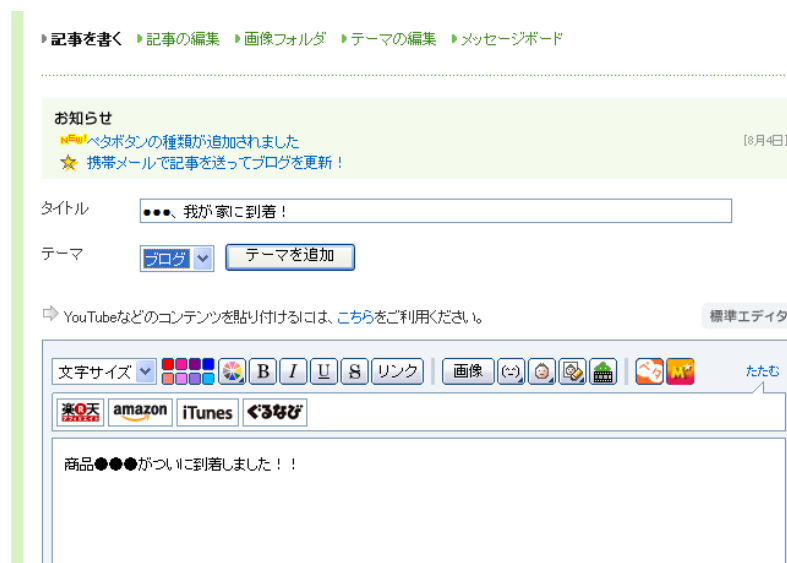 記事を書く 記事の編集 画像フォルダ テーマの編集 メッセージボード
お知らせ
NEW! ペタボタンの種類が追加されました [8月4日]
携帯メールで記事を送ってブログを更新！
タイトル ●●●、我が家に到着！
テーマ ブログ テーマを追加
YouTubeなどのコンテンツを貼り付けるには、こちらをご利用ください。 標準エディタ
文字サイズ B I U S リンク 画像 ペタ M+ たたむ
楽天 アフィリエイト amazon iTunes ぐるなび
商品●●●がついに到着しました！！